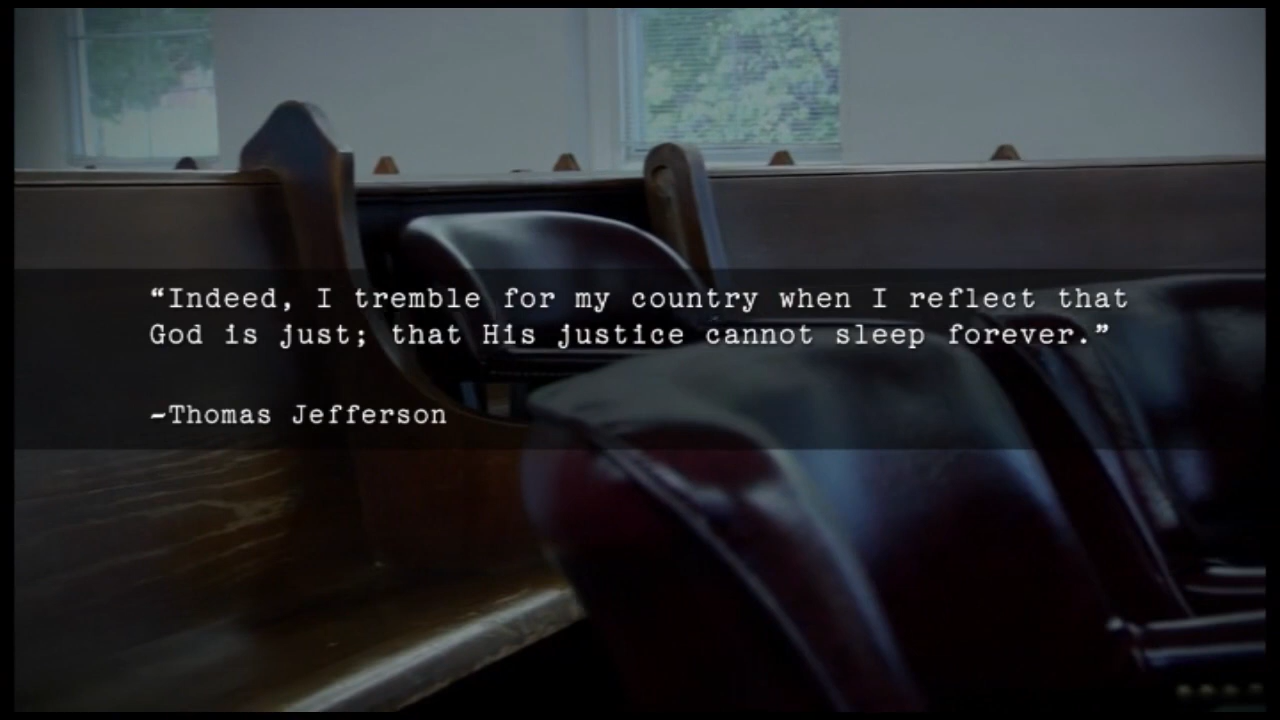 “Indeed, I tremble for my country when I reflect that
God is just; that His justice cannot sleep forever.”
~Thomas Jefferson